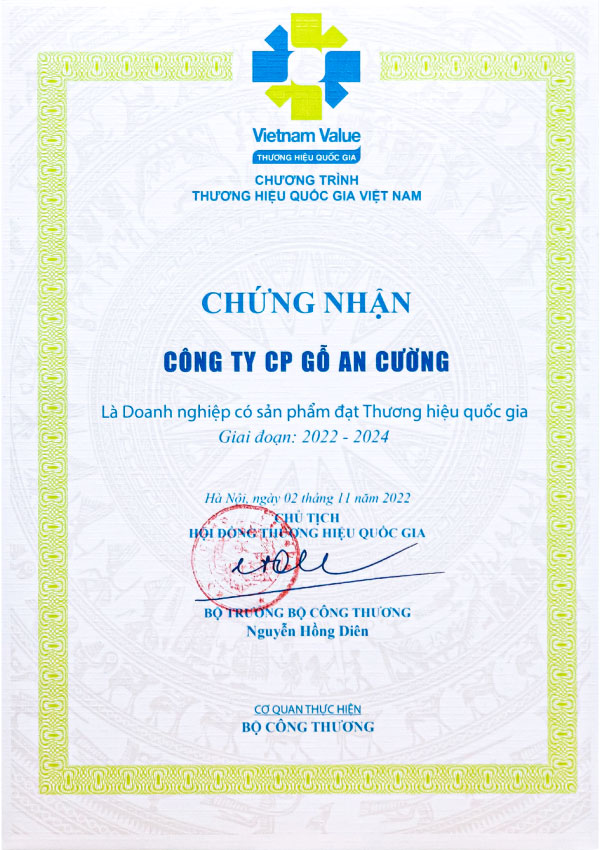 Vietnam Value
THƯƠNG HIỆU QUỐC GIA
CHƯƠNG TRÌNH
THƯƠNG HIỆU QUỐC GIA VIỆT NAM
CHỨNG NHẬN
CÔNG TY CP GỖ AN CƯỜNG
Là Doanh nghiệp có sản phẩm đạt Thương hiệu quốc gia
Giai đoạn: 2022 - 2024
Hà Nội, ngày 02 tháng 11 năm 2022
CHỦ TỊCH
HỘI ĐỒNG THƯƠNG HIỆU QUỐC GIA
BỘ TRƯỞNG BỘ CÔNG THƯƠNG
Nguyễn Hồng Diên
CƠ QUAN THỰC HIỆN
BỘ CÔNG THƯƠNG